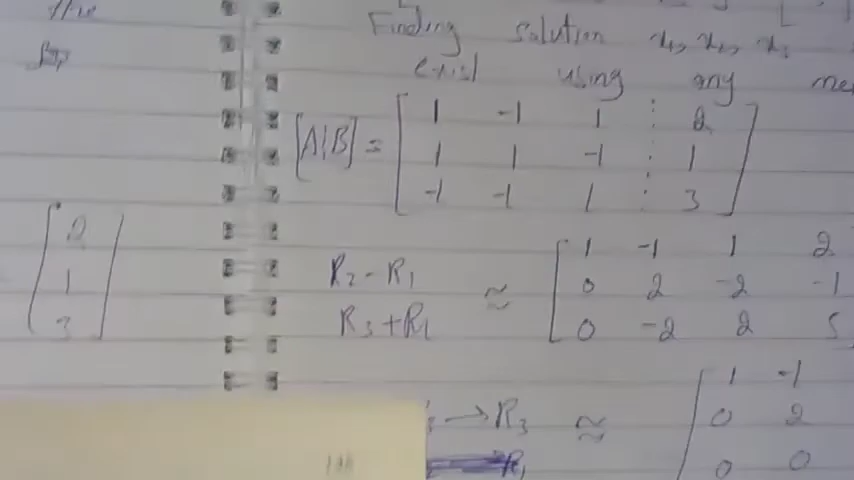 Finding solution x₁, x₂, x₃
exist using any
[A|B] = [ 1 -1 1 : 2
1 1 -1 : 1
-1 -1 1 : 3 ]
[ 2
1
3 ]
R₂ - R₁
R₃ + R₁
≅ [ 1 -1 1 2
0 2 -2 -1
0 -2 2 5
→ R₃ ≅ [ 1 -1
0 2
0 0